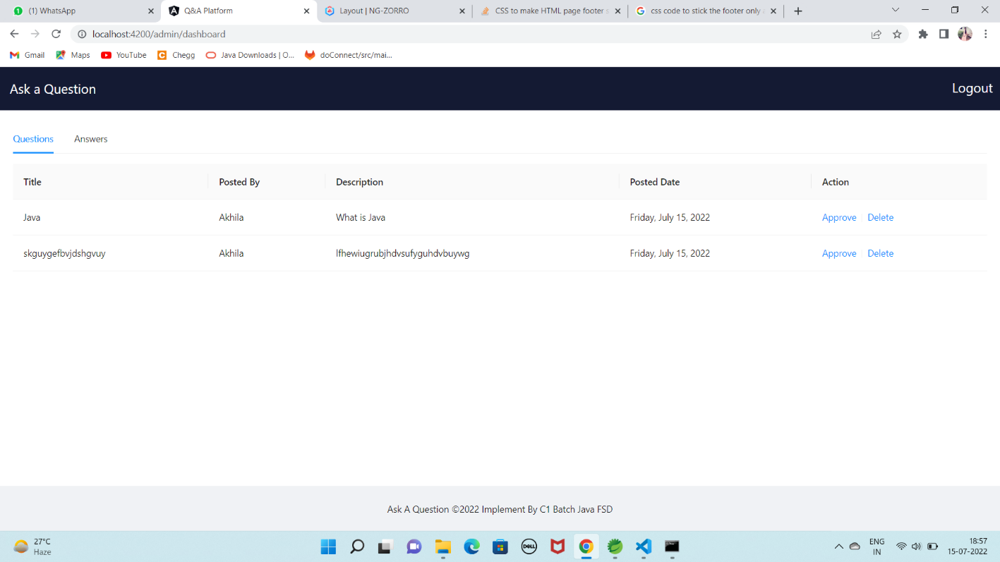 (1) WhatsApp
Q&A Platform
Layout | NG-ZORRO
CSS to make HTML page footer s
css code to stick the footer only
localhost:4200/admin/dashboard
Gmail
Maps
YouTube
Chegg
Java Downloads | O...
doConnect/src/mai...
Ask a Question
Logout
Questions Answers
Title Posted By Description Posted Date Action
Java Akhila What is Java Friday, July 15, 2022 Approve Delete
skguygefbvjdshgvuy Akhila lfhewiugrubjhdvsufyguhdvbuywg Friday, July 15, 2022 Approve Delete
Ask A Question ©2022 Implement By C1 Batch Java FSD
27°C
Haze
DELL
ENG
IN
18:57
15-07-2022